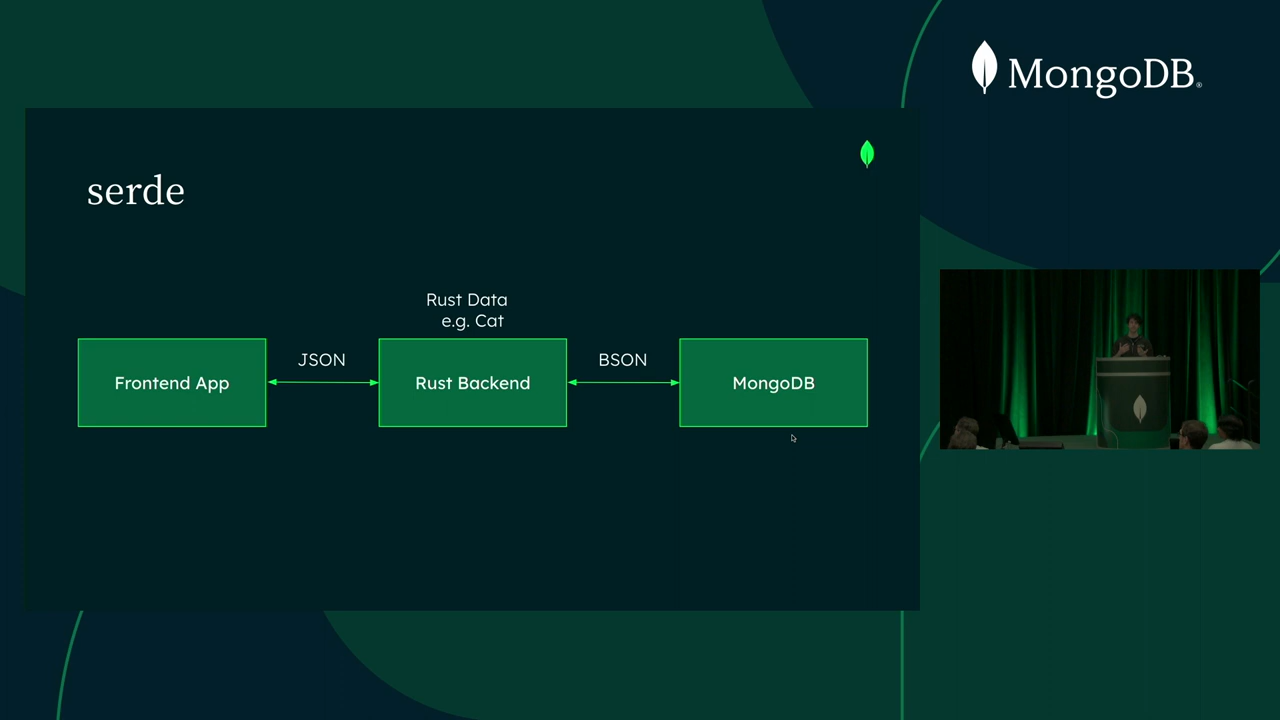 MongoDB®
serde
Rust Data
e.g. Cat
JSON
BSON
Frontend App
Rust Backend
MongoDB